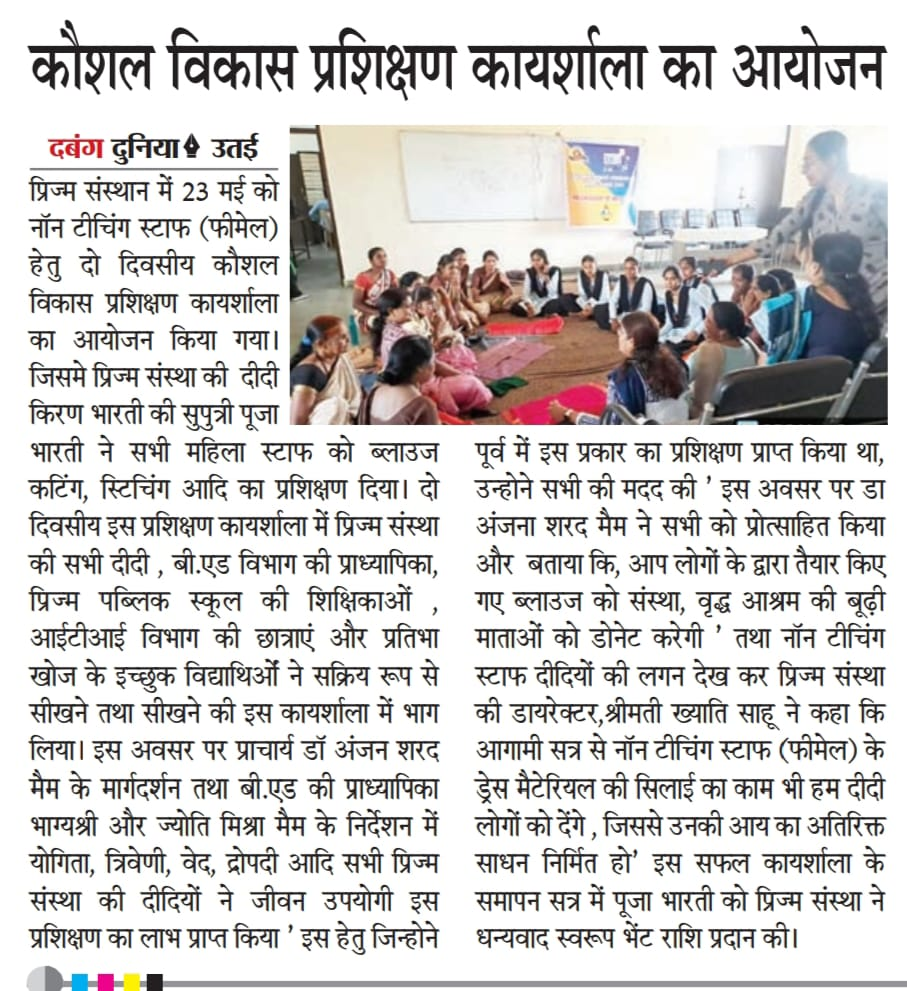 कौशल विकास प्रशिक्षण कायर्शाला का आयोजन
दबंग दुनिया उतई
प्रिज्म संस्थान में 23 मई को
नॉन टीचिंग स्टाफ (फीमेल)
हेतु दो दिवसीय कौशल
विकास प्रशिक्षण कायर्शाला
का आयोजन किया गया।
जिसमे प्रिज्म संस्था की दीदी
किरण भारती की सुपुत्री पूजा
भारती ने सभी महिला स्टाफ को ब्लाउज
कटिंग, स्टिचिंग आदि का प्रशिक्षण दिया। दो
दिवसीय इस प्रशिक्षण कायर्शाला में प्रिज्म संस्था
की सभी दीदी , बी.एड विभाग की प्राध्यापिका,
प्रिज्म पब्लिक स्कूल की शिक्षिकाओं ,
आईटीआई विभाग की छात्राएं और प्रतिभा
खोज के इच्छुक विद्याथिर्ओं ने सक्रिय रूप से
सीखने तथा सीखने की इस कायर्शाला में भाग
लिया। इस अवसर पर प्राचार्य डॉ अंजन शरद
मैम के मार्गदर्शन तथा बी.एड की प्राध्यापिका
भाग्यश्री और ज्योति मिश्रा मैम के निर्देशन में
योगिता, त्रिवेणी, वेद, द्रोपदी आदि सभी प्रिज्म
संस्था की दीदियों ने जीवन उपयोगी इस
प्रशिक्षण का लाभ प्राप्त किया ' इस हेतु जिन्होने
पूर्व में इस प्रकार का प्रशिक्षण प्राप्त किया था,
उन्होने सभी की मदद की ' इस अवसर पर डा
अंजना शरद मैम ने सभी को प्रोत्साहित किया
और बताया कि, आप लोगों के द्वारा तैयार किए
गए ब्लाउज को संस्था, वृद्ध आश्रम की बूढ़ी
माताओं को डोनेट करेगी ' तथा नॉन टीचिंग
स्टाफ दीदियों की लगन देख कर प्रिज्म संस्था
की डायरेक्टर,श्रीमती ख्याति साहू ने कहा कि
आगामी सत्र से नॉन टीचिंग स्टाफ (फीमेल) के
ड्रेस मैटेरियल की सिलाई का काम भी हम दीदी
लोगों को देंगे , जिससे उनकी आय का अतिरिक्त
साधन निर्मित हो' इस सफल कायर्शाला के
समापन सत्र में पूजा भारती को प्रिज्म संस्था ने
धन्यवाद स्वरूप भेंट राशि प्रदान की।